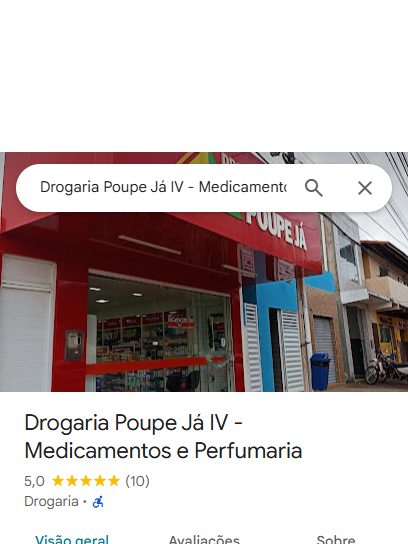 Drogaria Poupe Já IV - Medicamento
POUPE JÁ
Drogaria Poupe Já IV -
Medicamentos e Perfumaria
5,0 (10)
Drogaria ·
Visão geral
Avaliações
Sobre